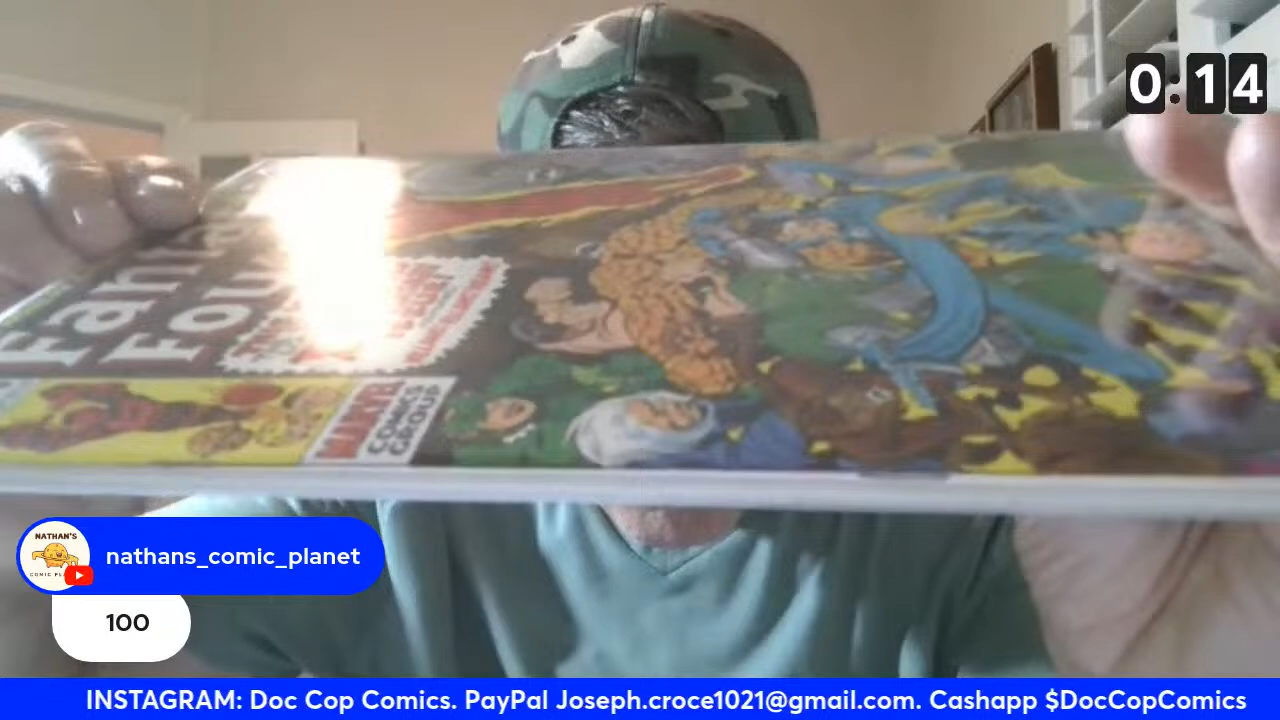 0:14
Fantastic
Four
MARVEL
COMICS
GROUP
NATHAN'S
nathans_comic_planet
100
INSTAGRAM: Doc Cop Comics. PayPal Joseph.croce1021@gmail.com. Cashapp $DocCopComics